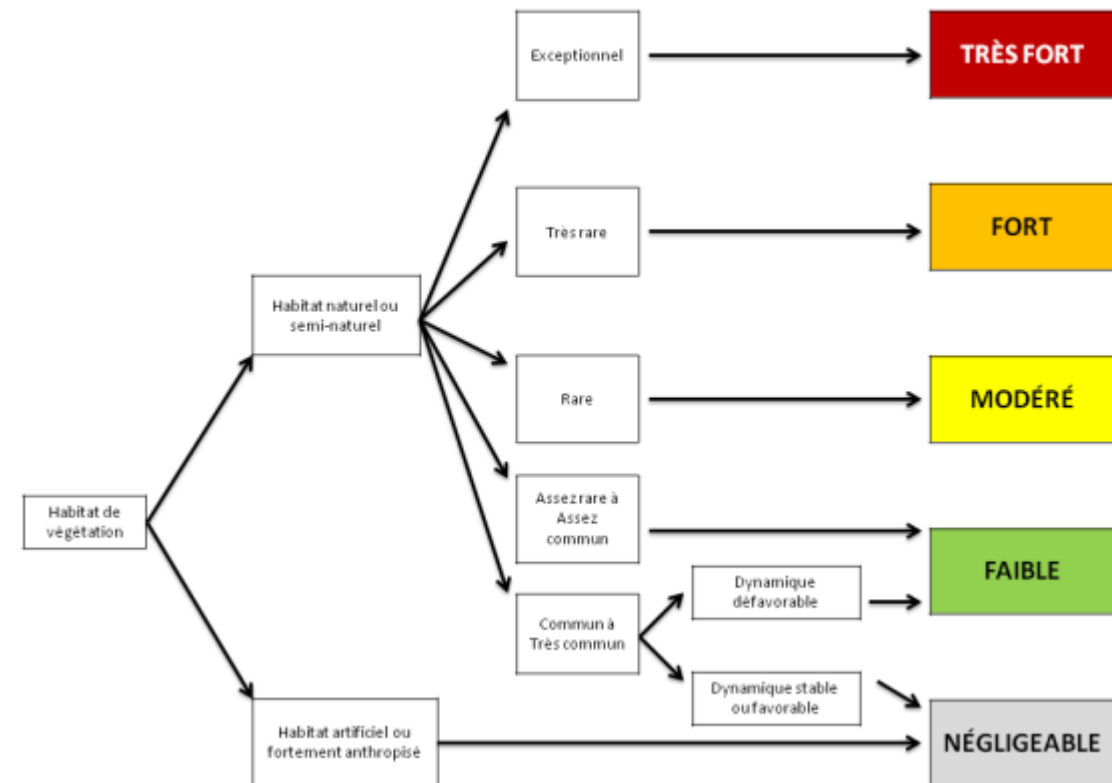 Exceptionnel
TRÈS FORT
Très rare
FORT
Habitat naturel ou
semi-naturel
Rare
MODÉRÉ
Assez rare à
Assez
commun
Habitat de
végétation
FAIBLE
Dynamique
défavorable
Commun à
Très commun
Dynamique stable
ou favorable
Habitat artificiel ou
fortement anthropisé
NÉGLIGEABLE